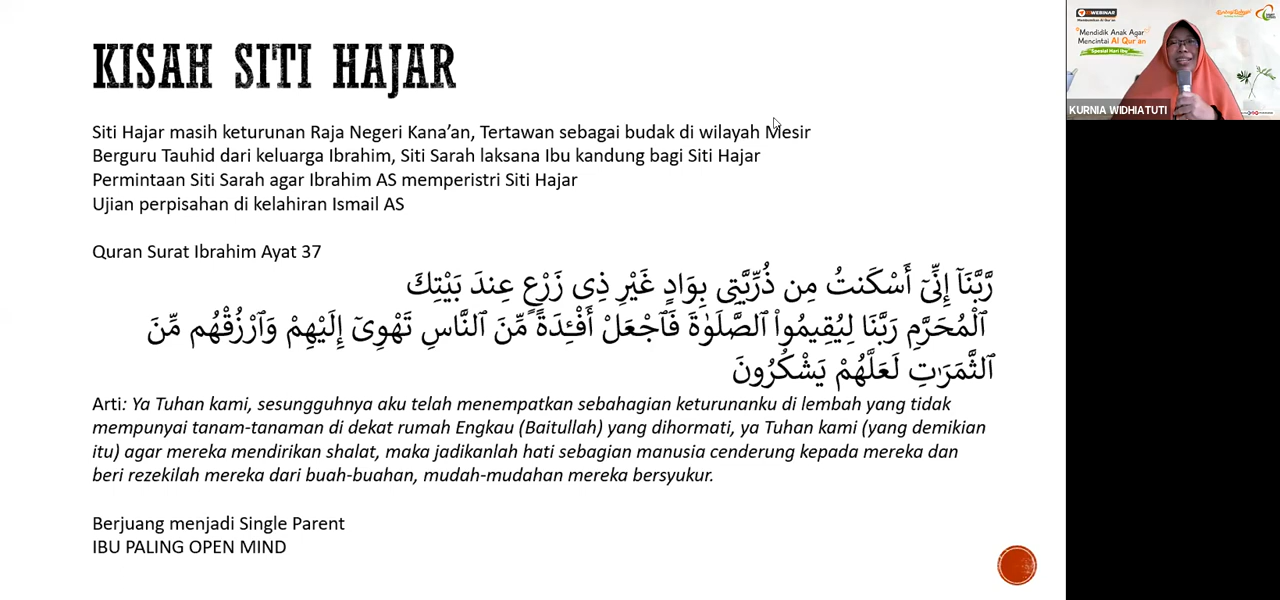 KISAH SITI HAJAR
Siti Hajar masih keturunan Raja Negeri Kana’an, Tertawan sebagai budak di wilayah Mesir
Berguru Tauhid dari keluarga Ibrahim, Siti Sarah laksana Ibu kandung bagi Siti Hajar
Permintaan Siti Sarah agar Ibrahim AS memperistri Siti Hajar
Ujian perpisahan di kelahiran Ismail AS
Quran Surat Ibrahim Ayat 37
رَّبَّنَآ إِنِّىٓ أَسْكَنتُ مِن ذُرِّيَّتِى بِوَادٍ غَيْرِ ذِى زَرْعٍ عِندَ بَيْتِكَ
ٱلْمُحَرَّمِ رَبَّنَا لِيُقِيمُوا۟ ٱلصَّلَوٰةَ فَٱجْعَلْ أَفْـِٔدَةً مِّنَ ٱلنَّاسِ تَهْوِىٓ إِلَيْهِمْ وَٱرْزُقْهُم مِّنَ
ٱلثَّمَرَٰتِ لَعَلَّهُمْ يَشْكُرُونَ
Arti: Ya Tuhan kami, sesungguhnya aku telah menempatkan sebahagian keturunanku di lembah yang tidak
mempunyai tanam-tanaman di dekat rumah Engkau (Baitullah) yang dihormati, ya Tuhan kami (yang demikian
itu) agar mereka mendirikan shalat, maka jadikanlah hati sebagian manusia cenderung kepada mereka dan
beri rezekilah mereka dari buah-buahan, mudah-mudahan mereka bersyukur.
Berjuang menjadi Single Parent
IBU PALING OPEN MIND
WEBINAR
"Mendidik Anak Agar
Mencintai Al Qur'an
Spesial Hari Ibu
KURNIA WIDHIATUTI